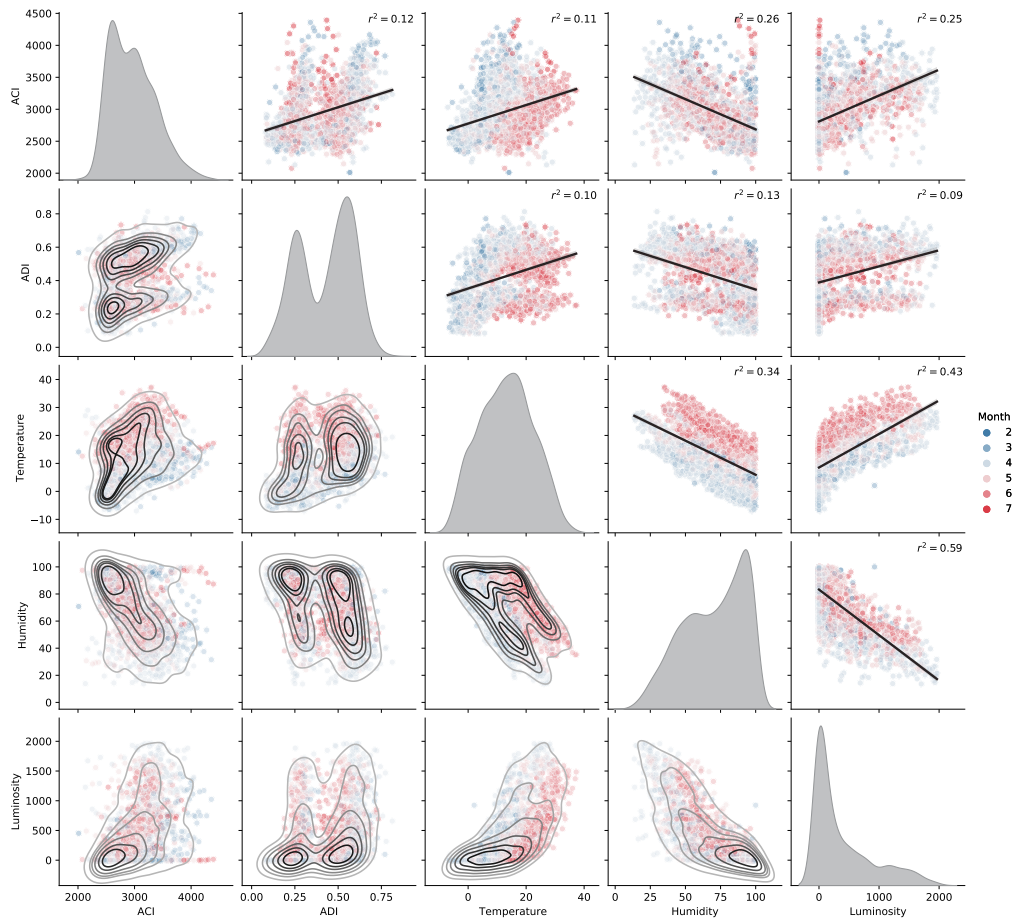 4500
4000
3500
3000
2500
2000
ACI
r² = 0.12
r² = 0.11
r² = 0.26
r² = 0.25
0.8
0.6
0.4
0.2
0.0
ADI
r² = 0.10
r² = 0.13
r² = 0.09
40
30
20
10
0
−10
Temperature
r² = 0.34
r² = 0.43
Month
2
3
4
5
6
7
100
80
60
40
20
0
Humidity
r² = 0.59
2000
1500
1000
500
0
Luminosity
2000 3000 4000
ACI
0.00 0.25 0.50 0.75
ADI
0 20 40
Temperature
0 25 50 75 100
Humidity
0 1000 2000
Luminosity